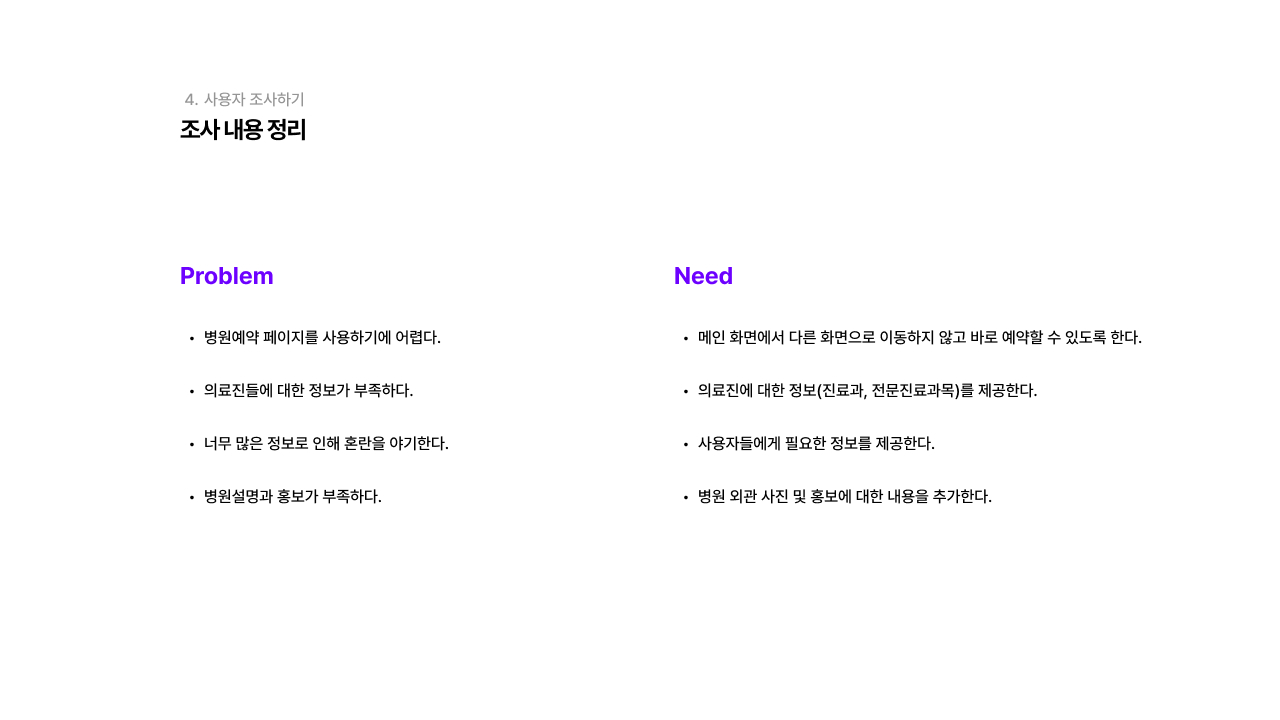 4. 사용자 조사하기
조사 내용 정리
Problem
• 병원예약 페이지를 사용하기에 어렵다.
• 의료진들에 대한 정보가 부족하다.
• 너무 많은 정보로 인해 혼란을 야기한다.
• 병원설명과 홍보가 부족하다.
Need
• 메인 화면에서 다른 화면으로 이동하지 않고 바로 예약할 수 있도록 한다.
• 의료진에 대한 정보(진료과, 전문진료과목)를 제공한다.
• 사용자들에게 필요한 정보를 제공한다.
• 병원 외관 사진 및 홍보에 대한 내용을 추가한다.